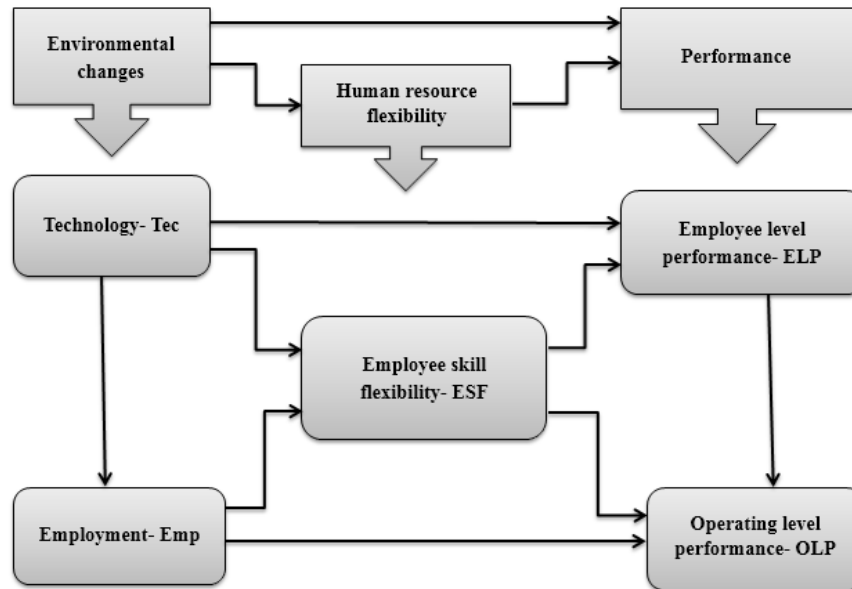 Environmental
changes
Human resource
flexibility
Performance
Technology- Tec
Employee level
performance- ELP
Employee skill
flexibility- ESF
Employment- Emp
Operating level
performance- OLP